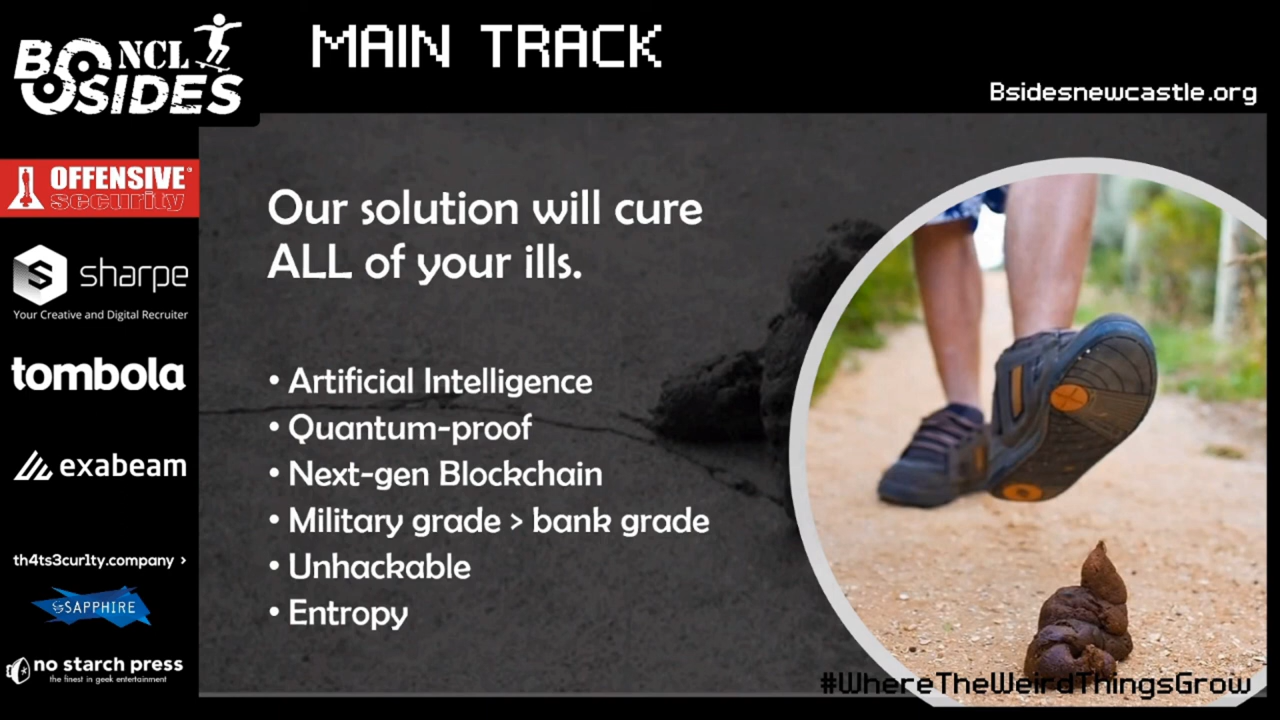 BSIDES NCL
MAIN TRACK
Bsidesnewcastle.org
OFFENSIVE
security
sharpe
Your Creative and Digital Recruiter
tombola
exabeam
th4ts3cur1ty.company >
SAPPHIRE
no starch press
the finest in geek entertainment
Our solution will cure
ALL of your ills.
• Artificial Intelligence
• Quantum-proof
• Next-gen Blockchain
• Military grade > bank grade
• Unhackable
• Entropy
#WhereTheWeirdThingsGrow